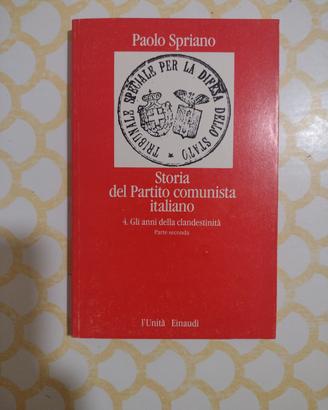 Paolo Spriano
TRIBUNALE SPECIALE PER LA DIFESA DELLO STATO
Storia
del Partito comunista
italiano
4. Gli anni della clandestinità
Parte seconda
l'Unità Einaudi